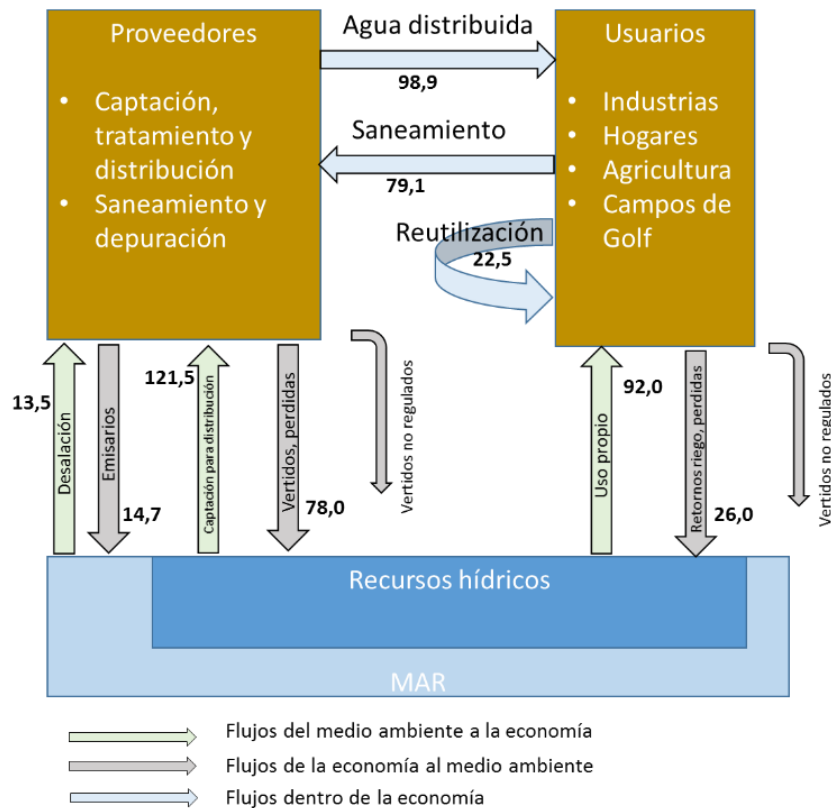 Proveedores
• Captación,
tratamiento y
distribución
• Saneamiento y
depuración
Agua distribuida
98,9
Saneamiento
79,1
Reutilización
22,5
Usuarios
• Industrias
• Hogares
• Agricultura
• Campos de
Golf
13,5
Desalación
Emisarios
14,7
121,5
Captación para distribución
Vertidos, perdidas
78,0
Vertidos no regulados
Uso propio
92,0
Retornos riego, perdidas
26,0
Vertidos no regulados
Recursos hídricos
MAR
Flujos del medio ambiente a la economía
Flujos de la economía al medio ambiente
Flujos dentro de la economía